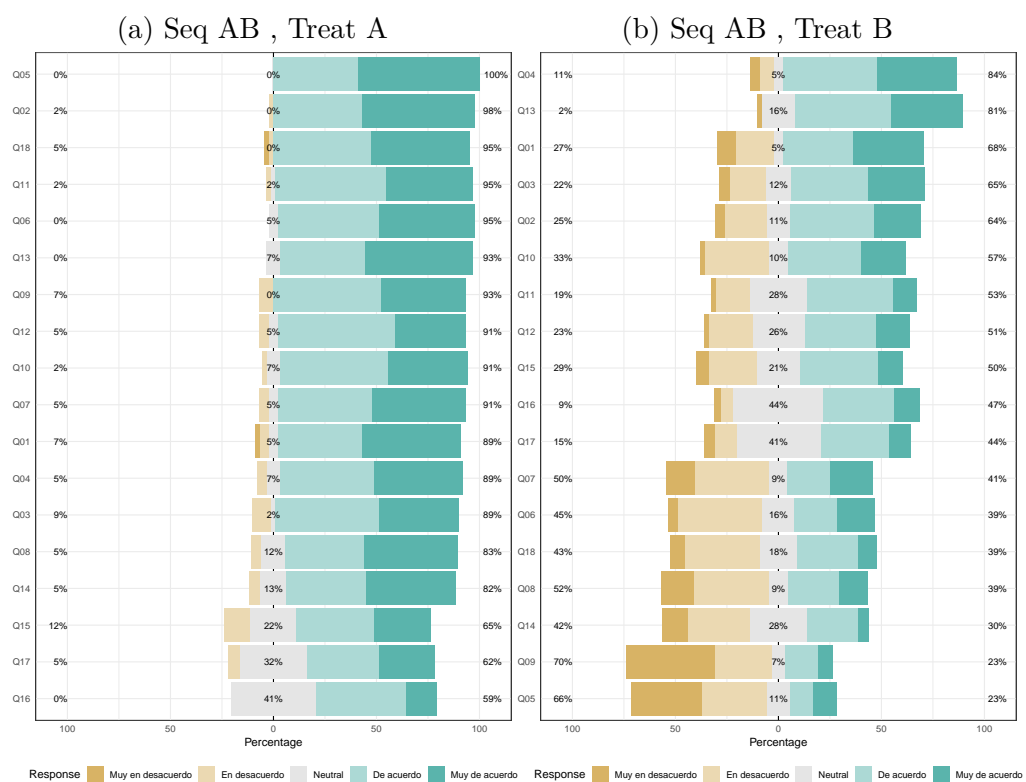 (a) Seq AB , Treat A
Q05 0% 0% 100%
Q02 2% 0% 98%
Q18 5% 0% 95%
Q11 2% 2% 95%
Q06 0% 5% 95%
Q13 0% 7% 93%
Q09 7% 0% 93%
Q12 5% 5% 91%
Q10 2% 7% 91%
Q07 5% 5% 91%
Q01 7% 5% 89%
Q04 5% 7% 89%
Q03 9% 2% 89%
Q08 5% 12% 83%
Q14 5% 13% 82%
Q15 12% 22% 65%
Q17 5% 32% 62%
Q16 0% 41% 59%
100 50 0 50 100
Percentage
Response Muy en desacuerdo En desacuerdo Neutral De acuerdo Muy de acuerdo
(b) Seq AB , Treat B
Q04 11% 5% 84%
Q13 2% 16% 81%
Q01 27% 5% 68%
Q03 22% 12% 65%
Q02 25% 11% 64%
Q10 33% 10% 57%
Q11 19% 28% 53%
Q12 23% 26% 51%
Q15 29% 21% 50%
Q16 9% 44% 47%
Q17 15% 41% 44%
Q07 50% 9% 41%
Q06 45% 16% 39%
Q18 43% 18% 39%
Q08 52% 9% 39%
Q14 42% 28% 30%
Q09 70% 7% 23%
Q05 66% 11% 23%
100 50 0 50 100
Percentage
Response Muy en desacuerdo En desacuerdo Neutral De acuerdo Muy de acuerdo